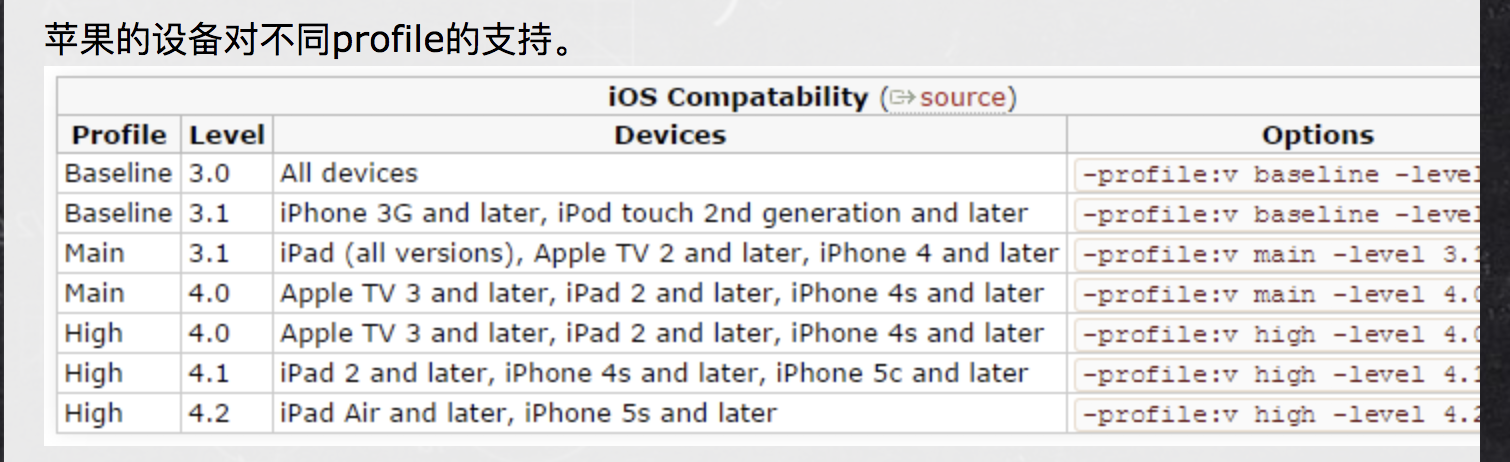 苹果的设备对不同profile的支持。
iOS Compatability (source)
Profile Level Devices Options
Baseline 3.0 All devices -profile:v baseline -level
Baseline 3.1 iPhone 3G and later, iPod touch 2nd generation and later -profile:v baseline -level
Main 3.1 iPad (all versions), Apple TV 2 and later, iPhone 4 and later -profile:v main -level 3.1
Main 4.0 Apple TV 3 and later, iPad 2 and later, iPhone 4s and later -profile:v main -level 4.0
High 4.0 Apple TV 3 and later, iPad 2 and later, iPhone 4s and later -profile:v high -level 4.0
High 4.1 iPad 2 and later, iPhone 4s and later, iPhone 5c and later -profile:v high -level 4.1
High 4.2 iPad Air and later, iPhone 5s and later -profile:v high -level 4.2